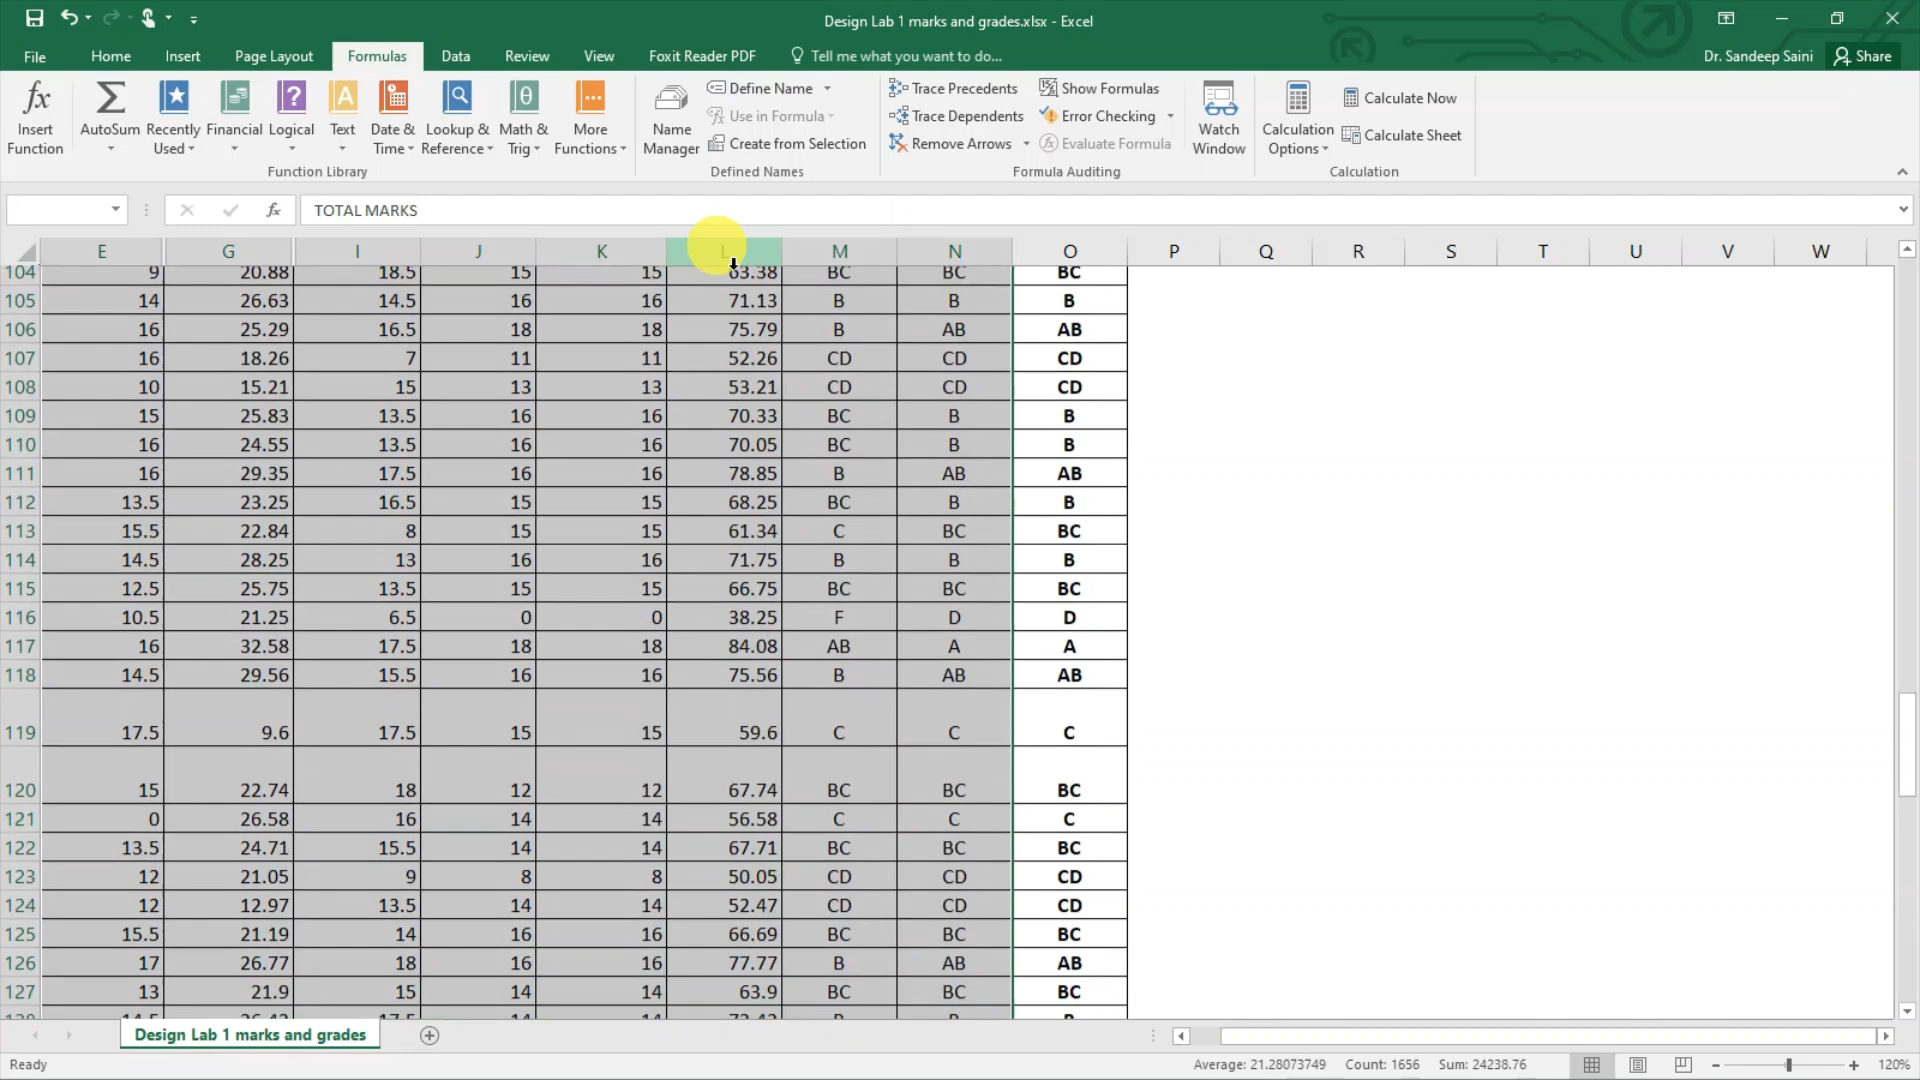 Design Lab 1 marks and grades.xlsx - Excel
File Home Insert Page Layout Formulas Data Review View Foxit Reader PDF Tell me what you want to do... Dr. Sandeep Saini Share
Insert Function AutoSum Recently Used Financial Logical Text Date & Time Lookup & Reference Math & Trig More Functions
Function Library
Name Manager Define Name Use in Formula Create from Selection
Defined Names
Trace Precedents Trace Dependents Remove Arrows Show Formulas Error Checking Evaluate Formula
Formula Auditing
Watch Window
Calculation Options Calculate Now Calculate Sheet
Calculation
fx TOTAL MARKS
E G I J K L M N O P Q R S T U V W
104 9 20.88 18.5 15 15 63.38 BC BC BC
105 14 26.63 14.5 16 16 71.13 B B B
106 16 25.29 16.5 18 18 75.79 B AB AB
107 16 18.26 7 11 11 52.26 CD CD CD
108 10 15.21 15 13 13 53.21 CD CD CD
109 15 25.83 13.5 16 16 70.33 BC B B
110 16 24.55 13.5 16 16 70.05 BC B B
111 16 29.35 17.5 16 16 78.85 B AB AB
112 13.5 23.25 16.5 15 15 68.25 BC B B
113 15.5 22.84 8 15 15 61.34 C BC BC
114 14.5 28.25 13 16 16 71.75 B B B
115 12.5 25.75 13.5 15 15 66.75 BC BC BC
116 10.5 21.25 6.5 0 0 38.25 F D D
117 16 32.58 17.5 18 18 84.08 AB A A
118 14.5 29.56 15.5 16 16 75.56 B AB AB
119 17.5 9.6 17.5 15 15 59.6 C C C
120 15 22.74 18 12 12 67.74 BC BC BC
121 0 26.58 16 14 14 56.58 C C C
122 13.5 24.71 15.5 14 14 67.71 BC BC BC
123 12 21.05 9 8 8 50.05 CD CD CD
124 12 12.97 13.5 14 14 52.47 CD CD CD
125 15.5 21.19 14 16 16 66.69 BC BC BC
126 17 26.77 18 16 16 77.77 B AB AB
127 13 21.9 15 14 14 63.9 BC BC BC
Design Lab 1 marks and grades
Ready Average: 21.28073749 Count: 1656 Sum: 24238.76 120%